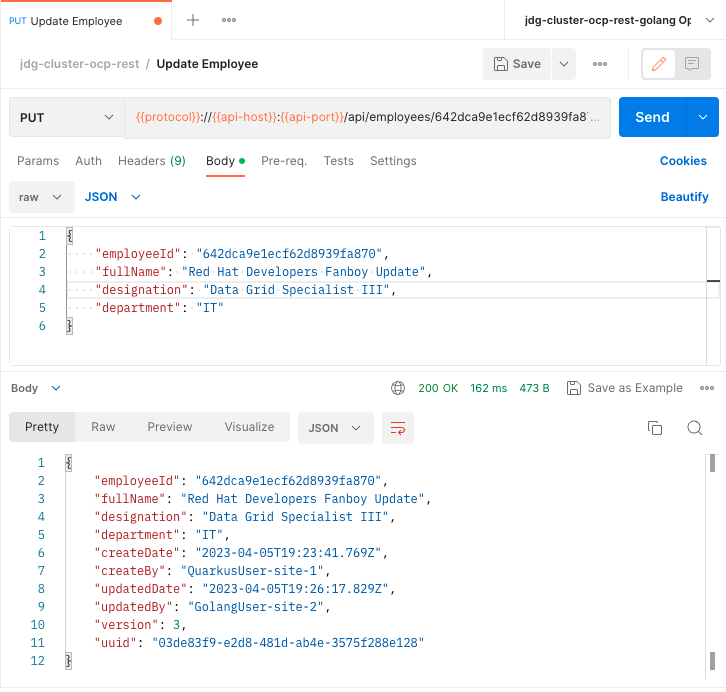 PUT Update Employee
jdg-cluster-ocp-rest-golang Op
jdg-cluster-ocp-rest / Update Employee
Save
PUT
{{protocol}}://{{api-host}}:{{api-port}}/api/employees/642dca9e1ecf62d8939fa87...
Send
Params Auth Headers (9) Body Pre-req. Tests Settings Cookies
raw JSON Beautify
1 {
2 "employeeId": "642dca9e1ecf62d8939fa870",
3 "fullName": "Red Hat Developers Fanboy Update",
4 "designation": "Data Grid Specialist III",
5 "department": "IT"
6 }
Body 200 OK 162 ms 473 B Save as Example
Pretty Raw Preview Visualize JSON
1 {
2 "employeeId": "642dca9e1ecf62d8939fa870",
3 "fullName": "Red Hat Developers Fanboy Update",
4 "designation": "Data Grid Specialist III",
5 "department": "IT",
6 "createDate": "2023-04-05T19:23:41.769Z",
7 "createBy": "QuarkusUser-site-1",
8 "updatedDate": "2023-04-05T19:26:17.829Z",
9 "updatedBy": "GolangUser-site-2",
10 "version": 3,
11 "uuid": "03de83f9-e2d8-481d-ab4e-3575f288e128"
12 }